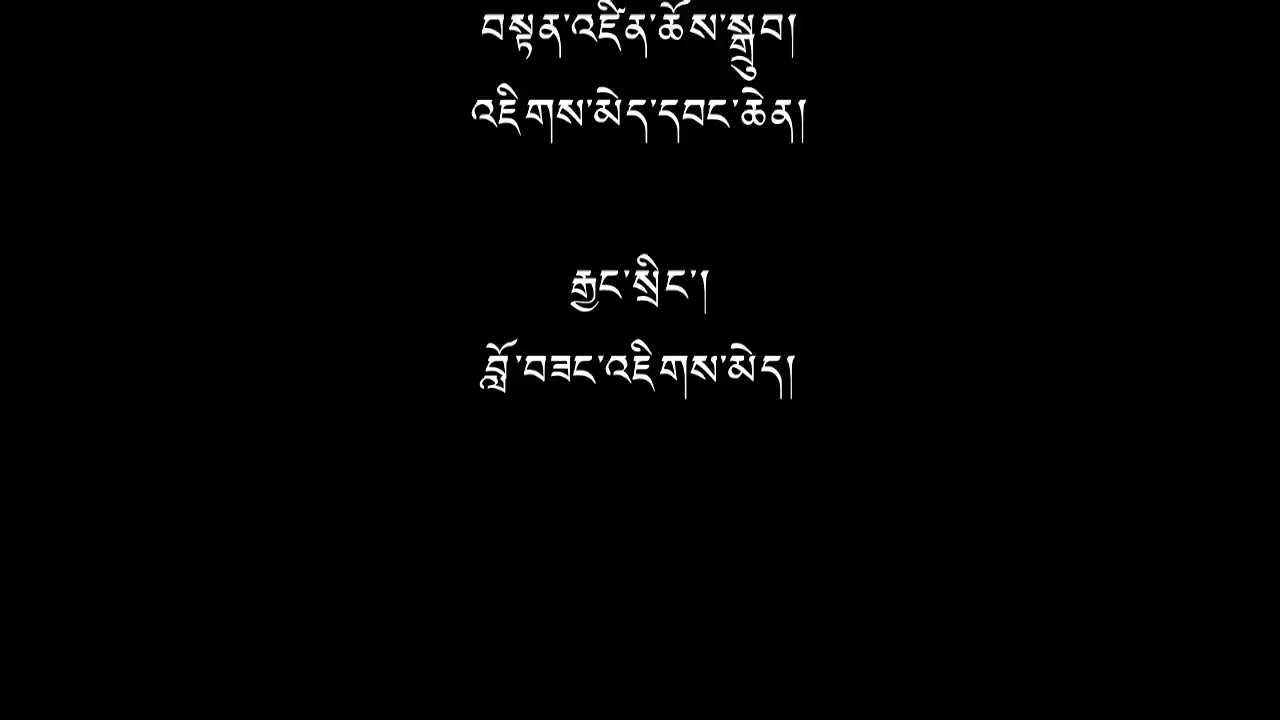 བསྟན་འཛིན་ཆོས་སྒྲུབ།
འཇིགས་མེད་དབང་ཆེན།
རྒྱང་སྲིང་།
བློ་བཟང་འཇིགས་མེད།